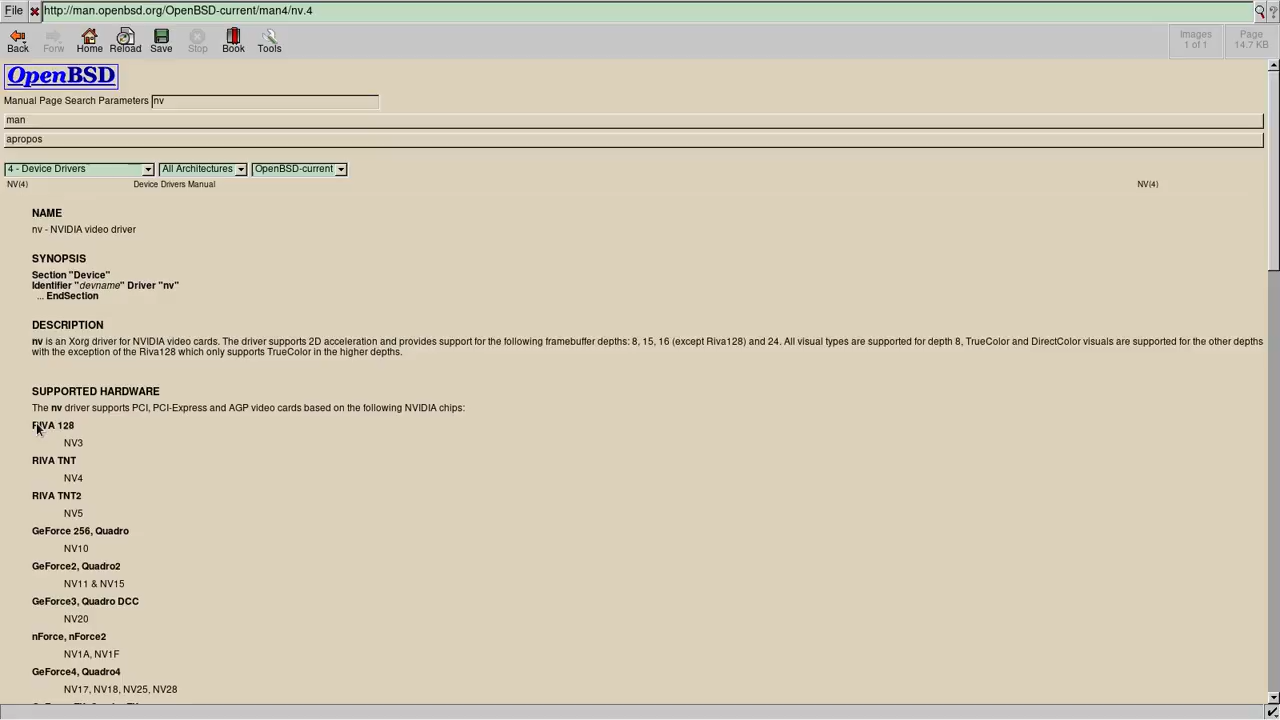 File http://man.openbsd.org/OpenBSD-current/man4/nv.4 ?
Back Forw Home Reload Save Stop Book Tools
Images
1 of 1
Page
14.7 KB
OpenBSD
Manual Page Search Parameters nv
man
apropos
4 - Device Drivers All Architectures OpenBSD-current
NV(4) Device Drivers Manual NV(4)
NAME
nv - NVIDIA video driver
SYNOPSIS
Section "Device"
Identifier "devname" Driver "nv"
... EndSection
DESCRIPTION
nv is an Xorg driver for NVIDIA video cards. The driver supports 2D acceleration and provides support for the following framebuffer depths: 8, 15, 16 (except Riva128) and 24. All visual types are supported for depth 8, TrueColor and DirectColor visuals are supported for the other depths
with the exception of the Riva128 which only supports TrueColor in the higher depths.
SUPPORTED HARDWARE
The nv driver supports PCI, PCI-Express and AGP video cards based on the following NVIDIA chips:
RIVA 128
NV3
RIVA TNT
NV4
RIVA TNT2
NV5
GeForce 256, Quadro
NV10
GeForce2, Quadro2
NV11 & NV15
GeForce3, Quadro DCC
NV20
nForce, nForce2
NV1A, NV1F
GeForce4, Quadro4
NV17, NV18, NV25, NV28